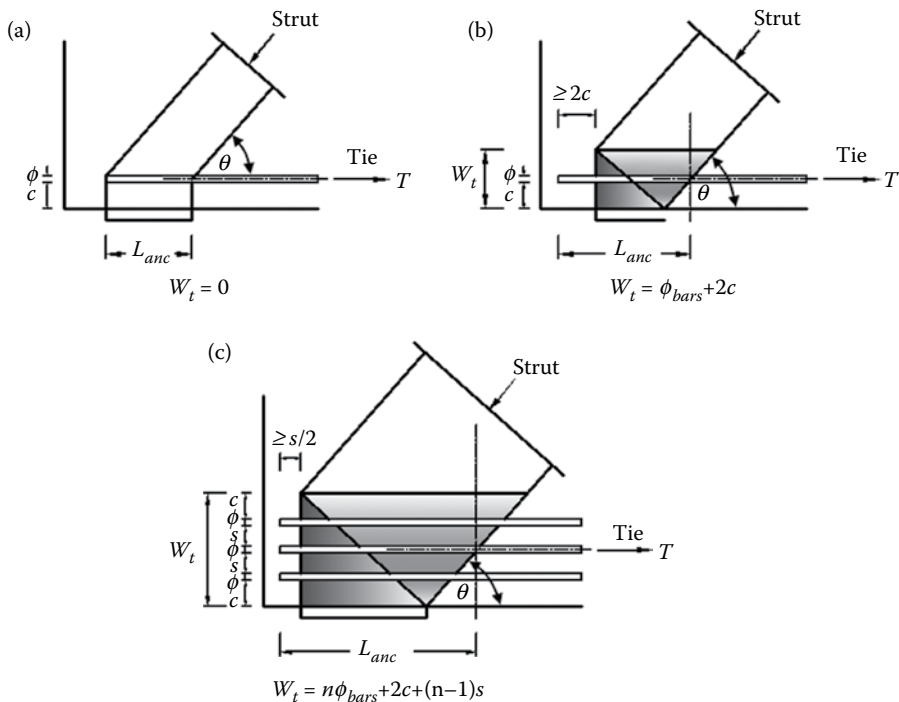 (a)
Strut
θ
Tie
T
ϕ
c
L_anc
W_t = 0
(b)
Strut
≥2c
W_t
ϕ
c
θ
Tie
T
L_anc
W_t = ϕ_bars+2c
(c)
Strut
≥s/2
W_t
c
ϕ
s
ϕ
s
ϕ
c
θ
Tie
T
L_anc
W_t = nϕ_bars+2c+(n−1)s